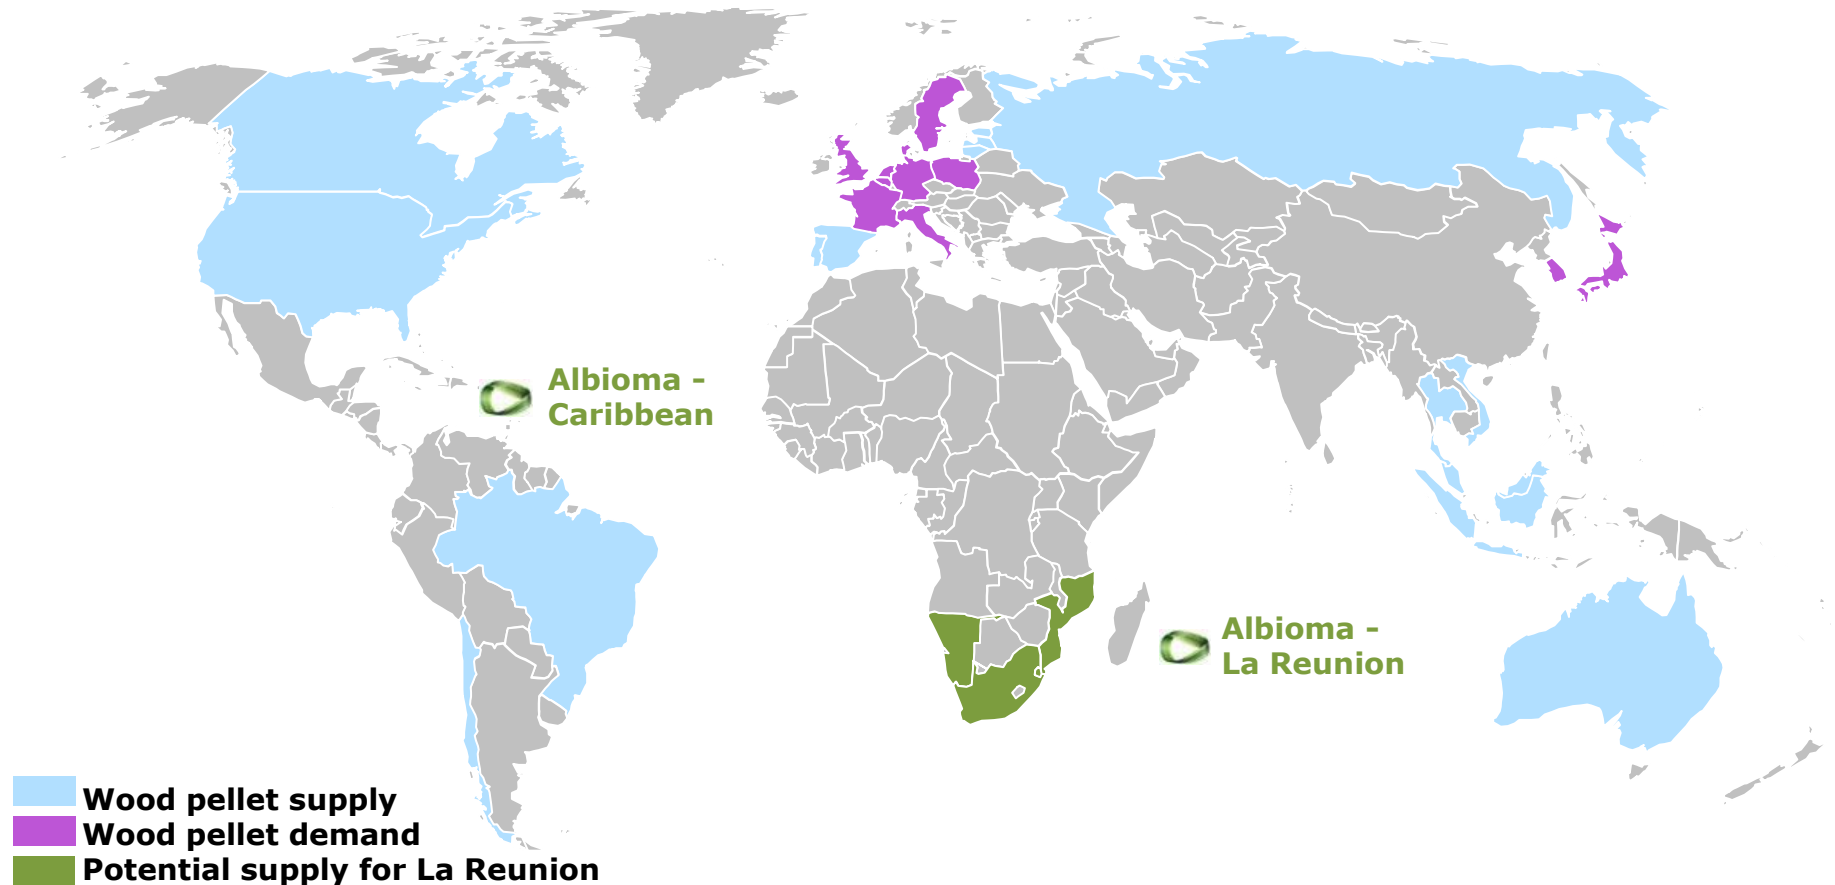 Albioma -
Caribbean
Albioma -
La Reunion
Wood pellet supply
Wood pellet demand
Potential supply for La Reunion